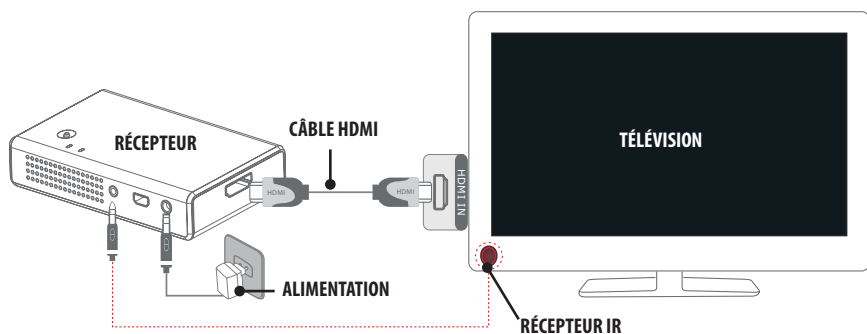 RÉCEPTEUR
CÂBLE HDMI
TÉLÉVISION
HDMI
HDMI
HDMI IN
ALIMENTATION
RÉCEPTEUR IR